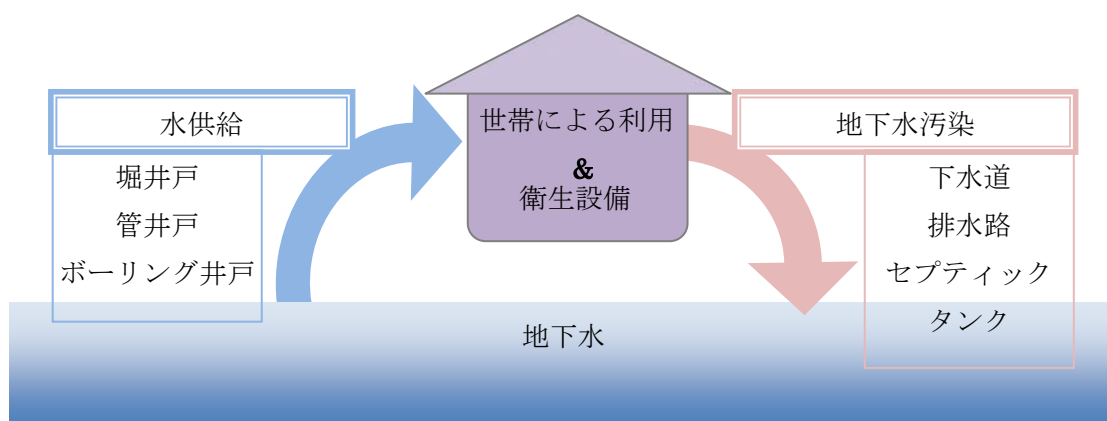 水供給
堀井戸
管井戸
ボーリング井戸
世帯による利用
&
衛生設備
地下水汚染
下水道
排水路
セプティック
タンク
地下水